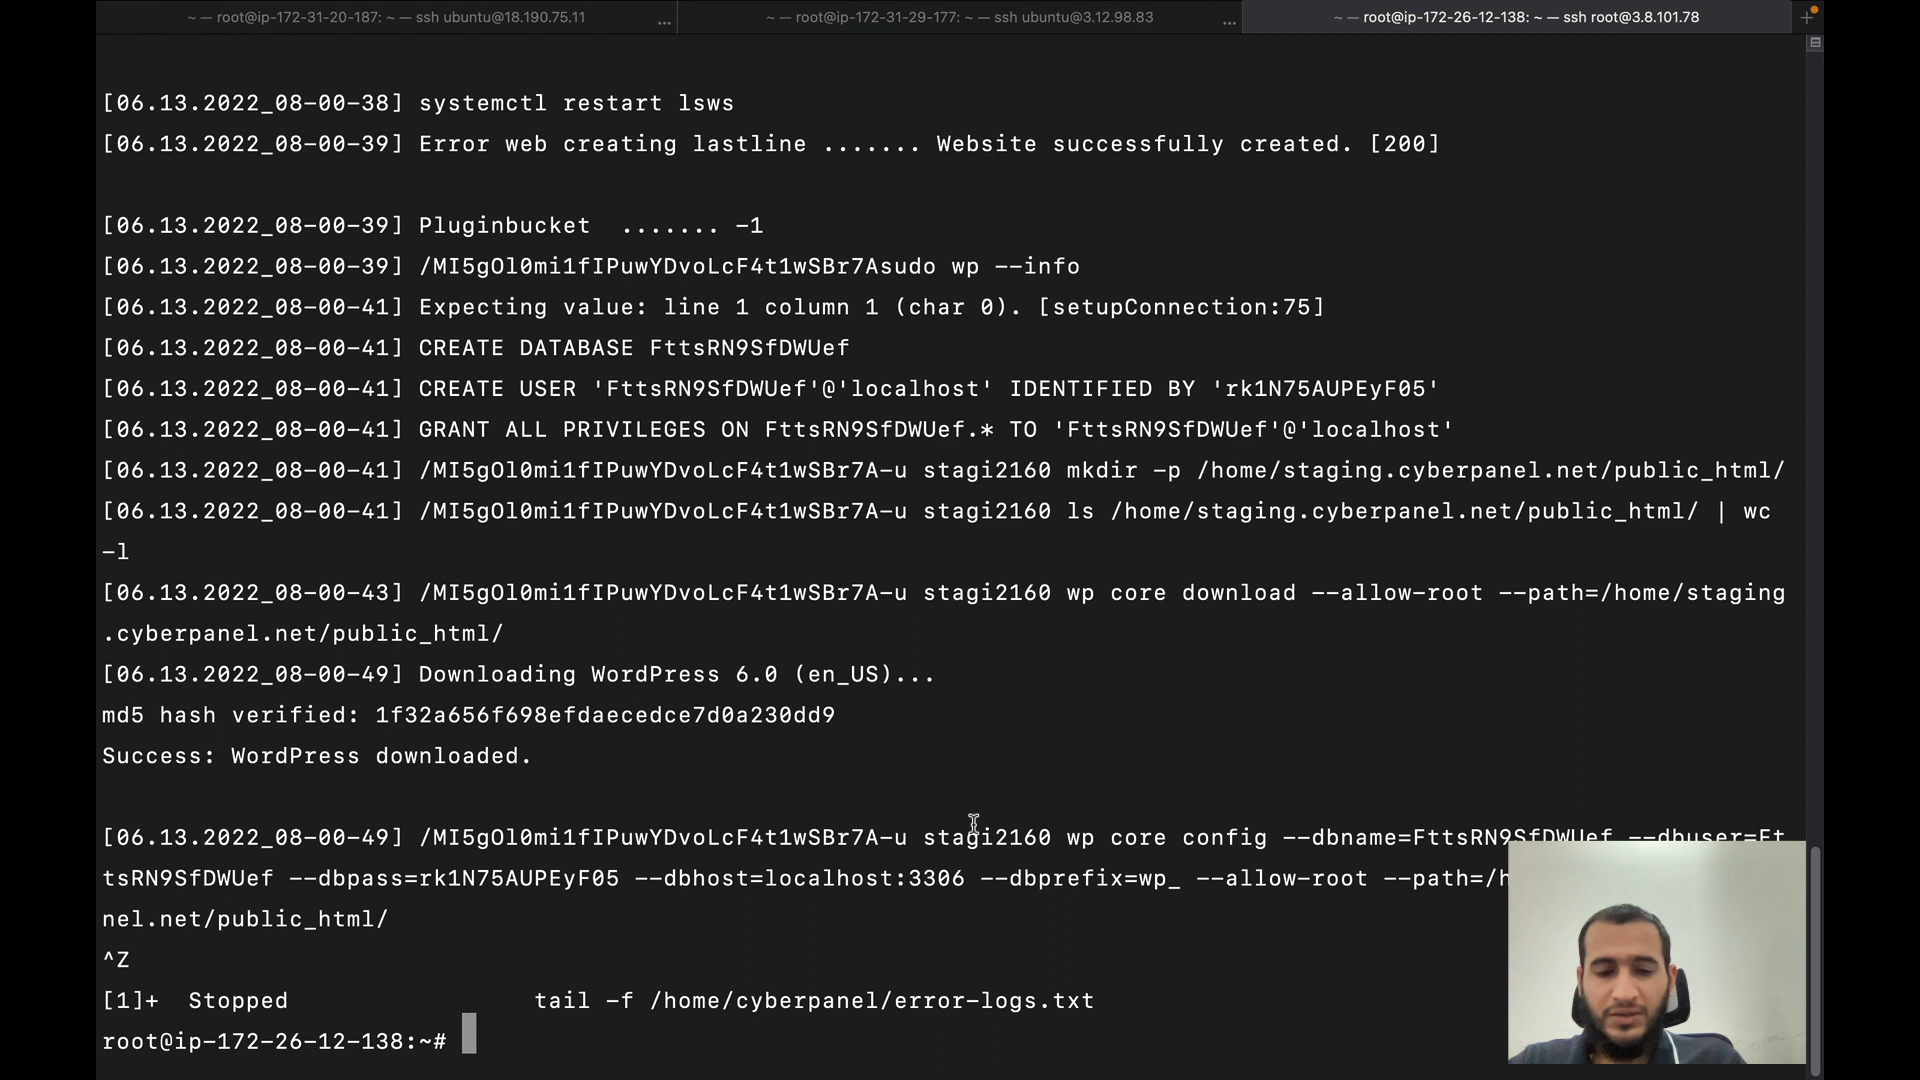 ~ — root@ip-172-31-20-187: ~ — ssh ubuntu@18.190.75.11 ...
~ — root@ip-172-31-29-177: ~ — ssh ubuntu@3.12.98.83 ...
~ — root@ip-172-26-12-138: ~ — ssh root@3.8.101.78 +
[06.13.2022_08-00-38] systemctl restart lsws
[06.13.2022_08-00-39] Error web creating lastline ....... Website successfully created. [200]
[06.13.2022_08-00-39] Pluginbucket  ....... -1
[06.13.2022_08-00-39] /MI5gOl0mi1fIPuwYDvoLcF4t1wSBr7Asudo wp --info
[06.13.2022_08-00-41] Expecting value: line 1 column 1 (char 0). [setupConnection:75]
[06.13.2022_08-00-41] CREATE DATABASE FttsRN9SfDWUef
[06.13.2022_08-00-41] CREATE USER 'FttsRN9SfDWUef'@'localhost' IDENTIFIED BY 'rk1N75AUPEyF05'
[06.13.2022_08-00-41] GRANT ALL PRIVILEGES ON FttsRN9SfDWUef.* TO 'FttsRN9SfDWUef'@'localhost'
[06.13.2022_08-00-41] /MI5gOl0mi1fIPuwYDvoLcF4t1wSBr7A-u stagi2160 mkdir -p /home/staging.cyberpanel.net/public_html/
[06.13.2022_08-00-41] /MI5gOl0mi1fIPuwYDvoLcF4t1wSBr7A-u stagi2160 ls /home/staging.cyberpanel.net/public_html/ | wc
-l
[06.13.2022_08-00-43] /MI5gOl0mi1fIPuwYDvoLcF4t1wSBr7A-u stagi2160 wp core download --allow-root --path=/home/staging
.cyberpanel.net/public_html/
[06.13.2022_08-00-49] Downloading WordPress 6.0 (en_US)...
md5 hash verified: 1f32a656f698efdaecedce7d0a230dd9
Success: WordPress downloaded.
[06.13.2022_08-00-49] /MI5gOl0mi1fIPuwYDvoLcF4t1wSBr7A-u stagi2160 wp core config --dbname=FttsRN9SfDWUef --dbuser=Ft
tsRN9SfDWUef --dbpass=rk1N75AUPEyF05 --dbhost=localhost:3306 --dbprefix=wp_ --allow-root --path=/h
nel.net/public_html/
^Z
[1]+  Stopped                 tail -f /home/cyberpanel/error-logs.txt
root@ip-172-26-12-138:~#